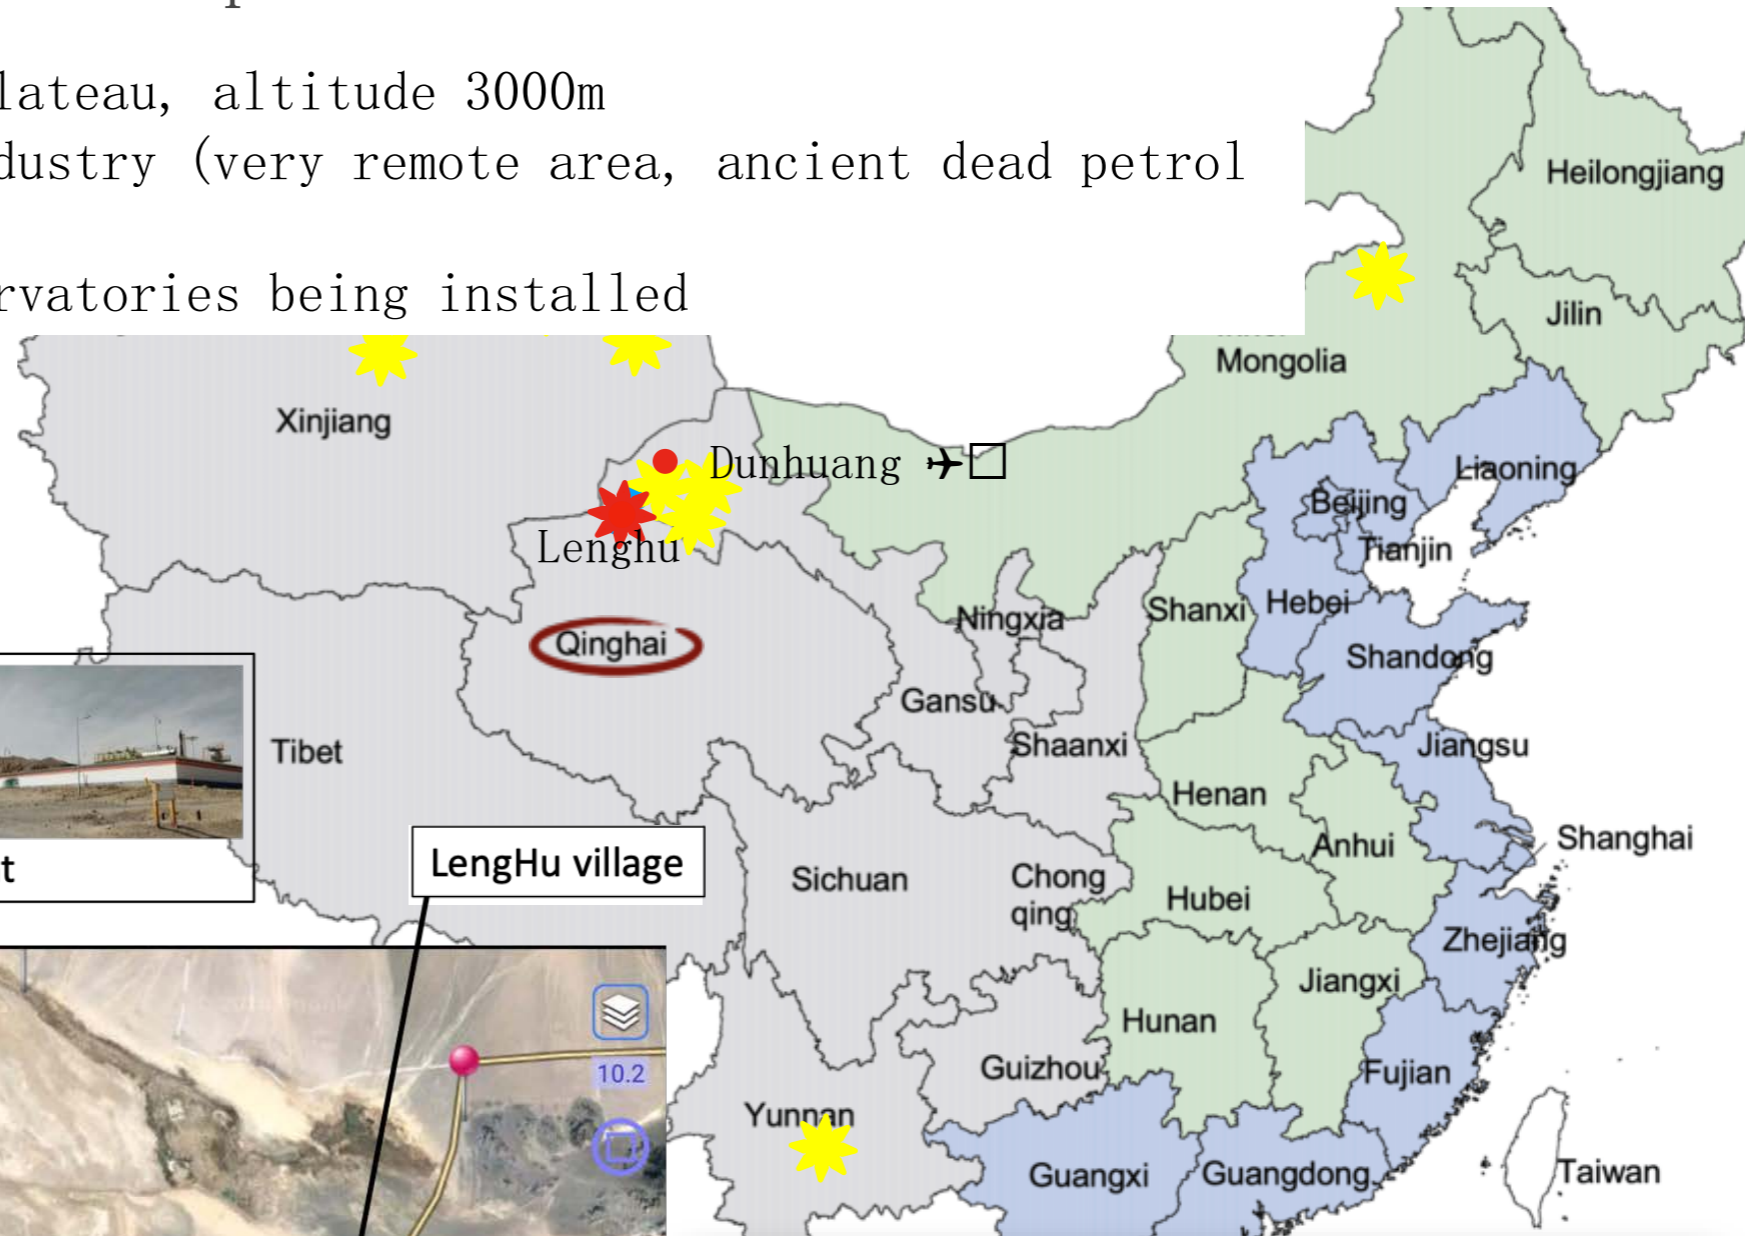 lateau, altitude 3000m
dustry (very remote area, ancient dead petrol
rvatories being installed
Heilongjiang
Jilin
Mongolia
Xinjiang
Dunhuang ✈□
Liaoning
Beijing
Tianjin
Lenghu
Hebei
Shanxi
Ningxia
Qinghai
Shandong
Gansu
Shaanxi
Jiangsu
Tibet
Henan
Shanghai
Anhui
t
LengHu village
Sichuan
Chong
qing
Hubei
Zhejiang
Jiangxi
Hunan
Guizhou
Fujian
10.2
Yunnan
Guangxi
Guangdong
Taiwan